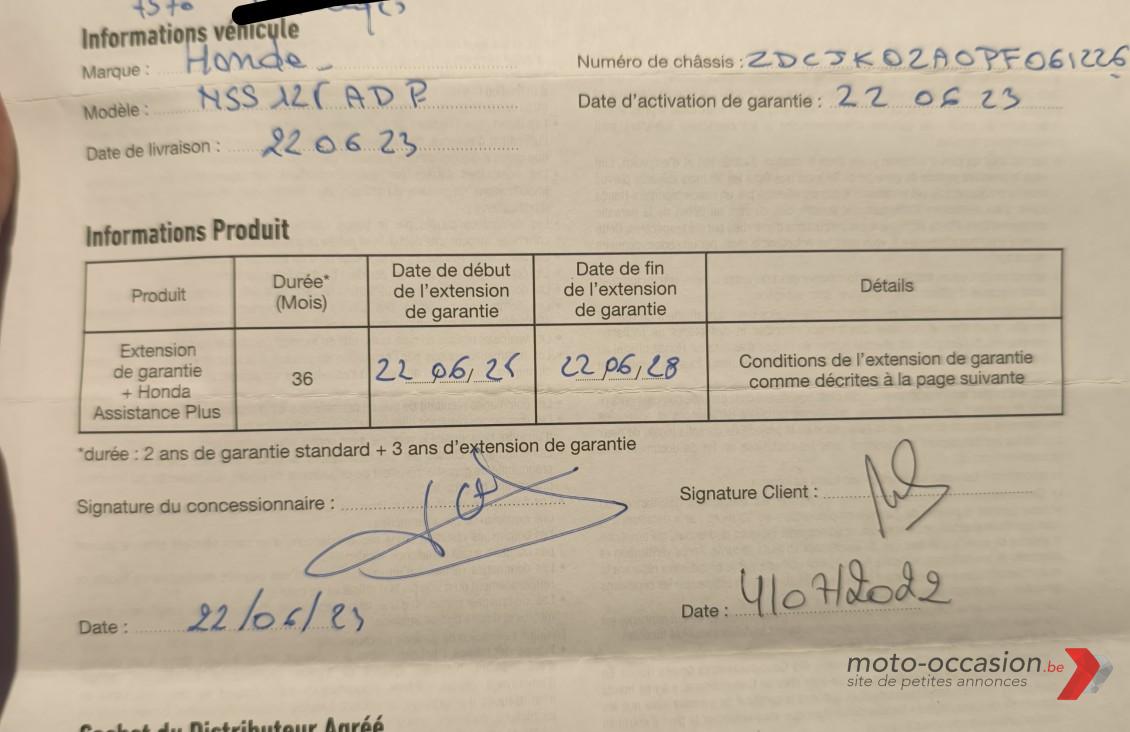 7370
Informations véhicule
Marque : Honda
Numéro de châssis : ZDCJK02A0PF061226
Modèle : NSS 125 ADP
Date d'activation de garantie : 22 06 23
Date de livraison : 22 06 23
Informations Produit
Produit
Durée* (Mois)
Date de début de l'extension de garantie
Date de fin de l'extension de garantie
Détails
Extension de garantie + Honda Assistance Plus
36
22 06/25
22 06/28
Conditions de l'extension de garantie comme décrites à la page suivante
*durée : 2 ans de garantie standard + 3 ans d'extension de garantie
Signature du concessionnaire :
Signature Client :
Date : 22/06/23
Date : 4/07/2022
moto-occasion.be
site de petites annonces
Cachet du Distributeur Agréé